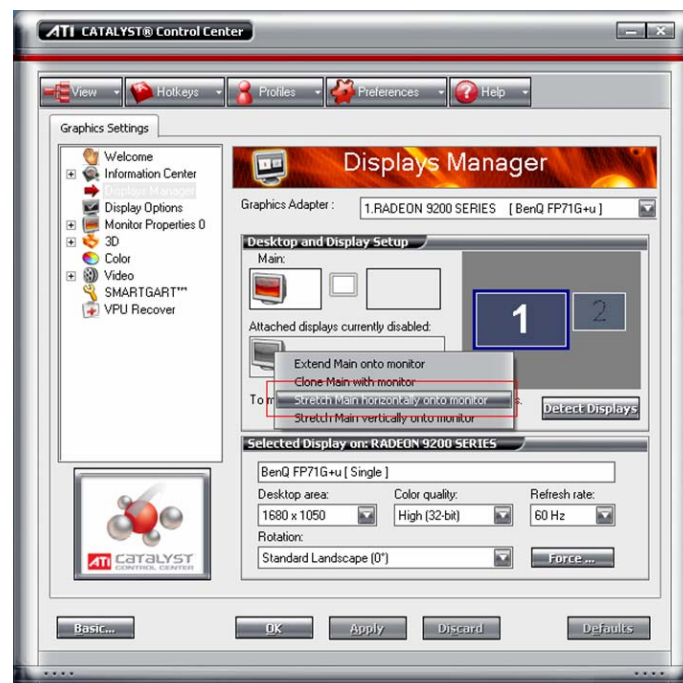 ATI CATALYST® Control Center
View Hotkeys Profiles Preferences Help
Graphics Settings
Welcome
Information Center
Displays Manager
Display Options
Monitor Properties 0
3D
Color
Video
SMARTGART™
VPU Recover
Displays Manager
Graphics Adapter : 1.RADEON 9200 SERIES [ BenQ FP71G+u ]
Desktop and Display Setup
Main:
1 2
Attached displays currently disabled:
Extend Main onto monitor
Clone Main with monitor
To m
Stretch Main horizontally onto monitor
s.
Stretch Main vertically onto monitor
Detect Displays
Selected Display on: RADEON 9200 SERIES
BenQ FP71G+u [ Single ]
Desktop area: Color quality: Refresh rate:
1680 x 1050 High (32-bit) 60 Hz
Rotation:
Standard Landscape (0°) Force ...
ATI CATALYST
CONTROL CENTER
Basic... OK Apply Discard Defaults